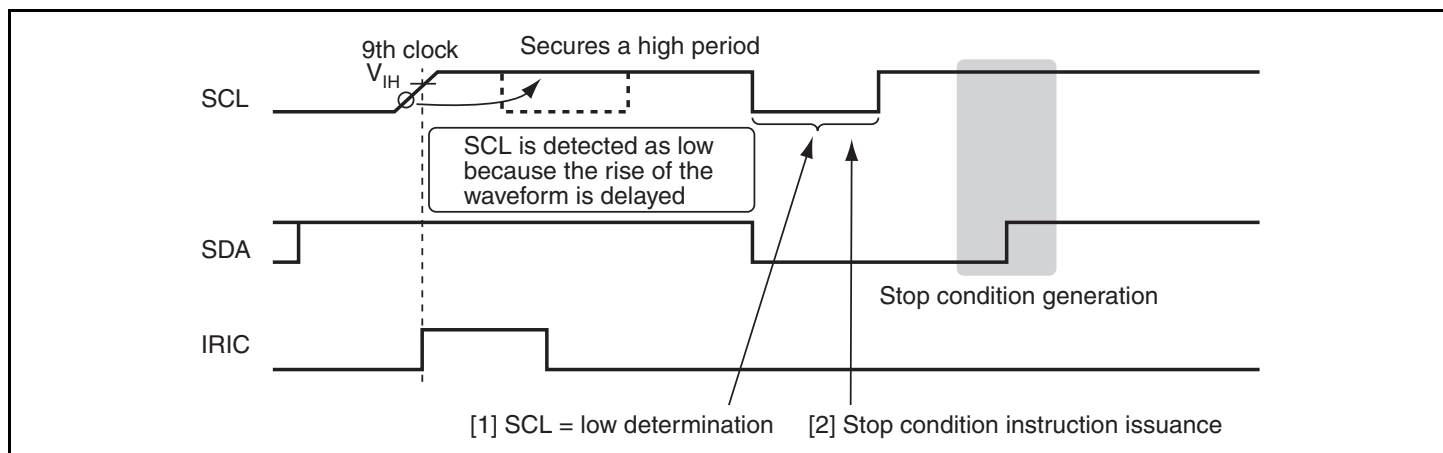 9th clock
Secures a high period
VIH
SCL
SCL is detected as low
because the rise of the
waveform is delayed
SDA
Stop condition generation
IRIC
[1] SCL = low determination
[2] Stop condition instruction issuance